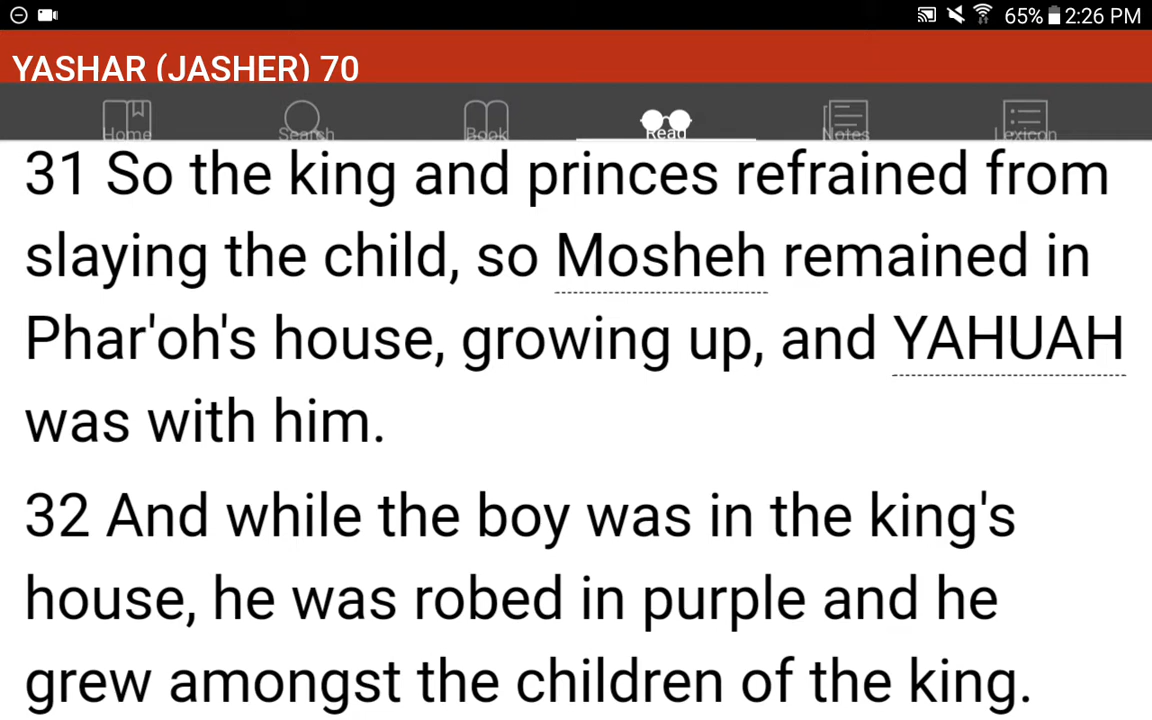 65% 2:26 PM
YASHAR (JASHER) 70
Home Search Book Read Notes Lexicon
31 So the king and princes refrained from
slaying the child, so Mosheh remained in
Phar'oh's house, growing up, and YAHUAH
was with him.
32 And while the boy was in the king's
house, he was robed in purple and he
grew amongst the children of the king.